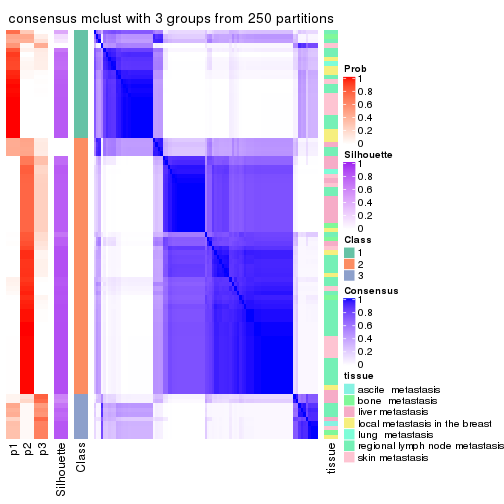 consensus mclust with 3 groups from 250 partitions
Prob
1
0.8
0.6
0.4
0.2
0
Silhouette
1
0.8
0.6
0.4
0.2
0
Class
1
2
3
Consensus
1
0.8
0.6
0.4
0.2
0
tissue
ascite metastasis
bone metastasis
liver metastasis
local metastasis in the breast
lung metastasis
regional lymph node metastasis
skin metastasis
p1
p2
p3
Silhouette
Class
tissue